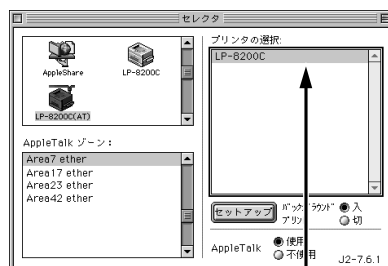 セレクタ
AppleShare
LP-8200C
LP-8200C(AT)
AppleTalk ゾーン：
Area7 ether
Area17 ether
Area23 ether
Area42 ether
プリンタの選択:
LP-8200C
セットアップ
バックグラウンド
プリン
入
切
AppleTalk
使用
不使用
J2-7.6.1